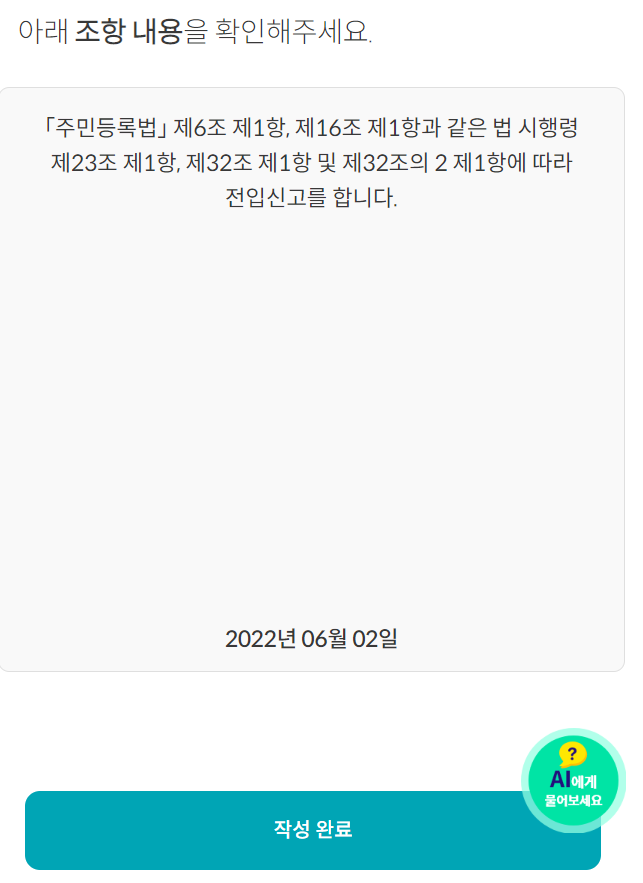 아래 조항 내용을 확인해주세요.
「주민등록법」 제6조 제1항, 제16조 제1항과 같은 법 시행령
제23조 제1항, 제32조 제1항 및 제32조의 2 제1항에 따라
전입신고를 합니다.
2022년 06월 02일
?
AI에게
물어보세요
작성 완료